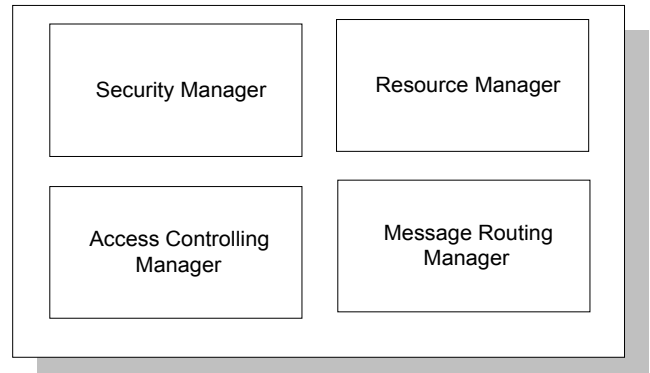 Security Manager
Resource Manager
Access Controlling
Manager
Message Routing
Manager